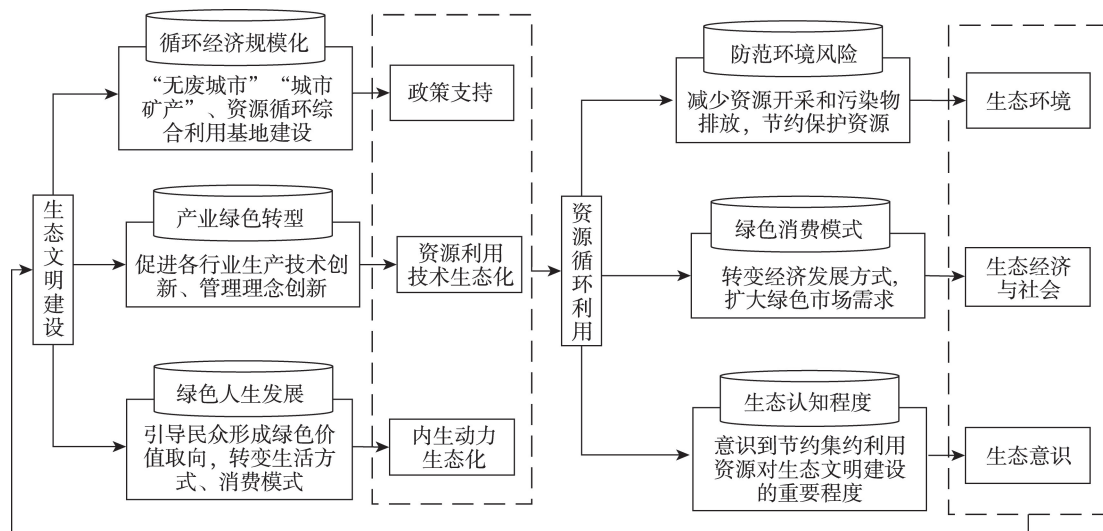 生态文明建设
循环经济规模化
“无废城市”“城市
矿产”、资源循环综
合利用基地建设
政策支持
产业绿色转型
促进各行业生产技术创
新、管理理念创新
资源利用
技术生态化
绿色人生发展
引导民众形成绿色价
值取向，转变生活方
式、消费模式
内生动力
生态化
资源循环利用
防范环境风险
减少资源开采和污染物
排放，节约保护资源
生态环境
绿色消费模式
转变经济发展方式，
扩大绿色市场需求
生态经济
与社会
生态认知程度
意识到节约集约利用
资源对生态文明建设
的重要程度
生态意识